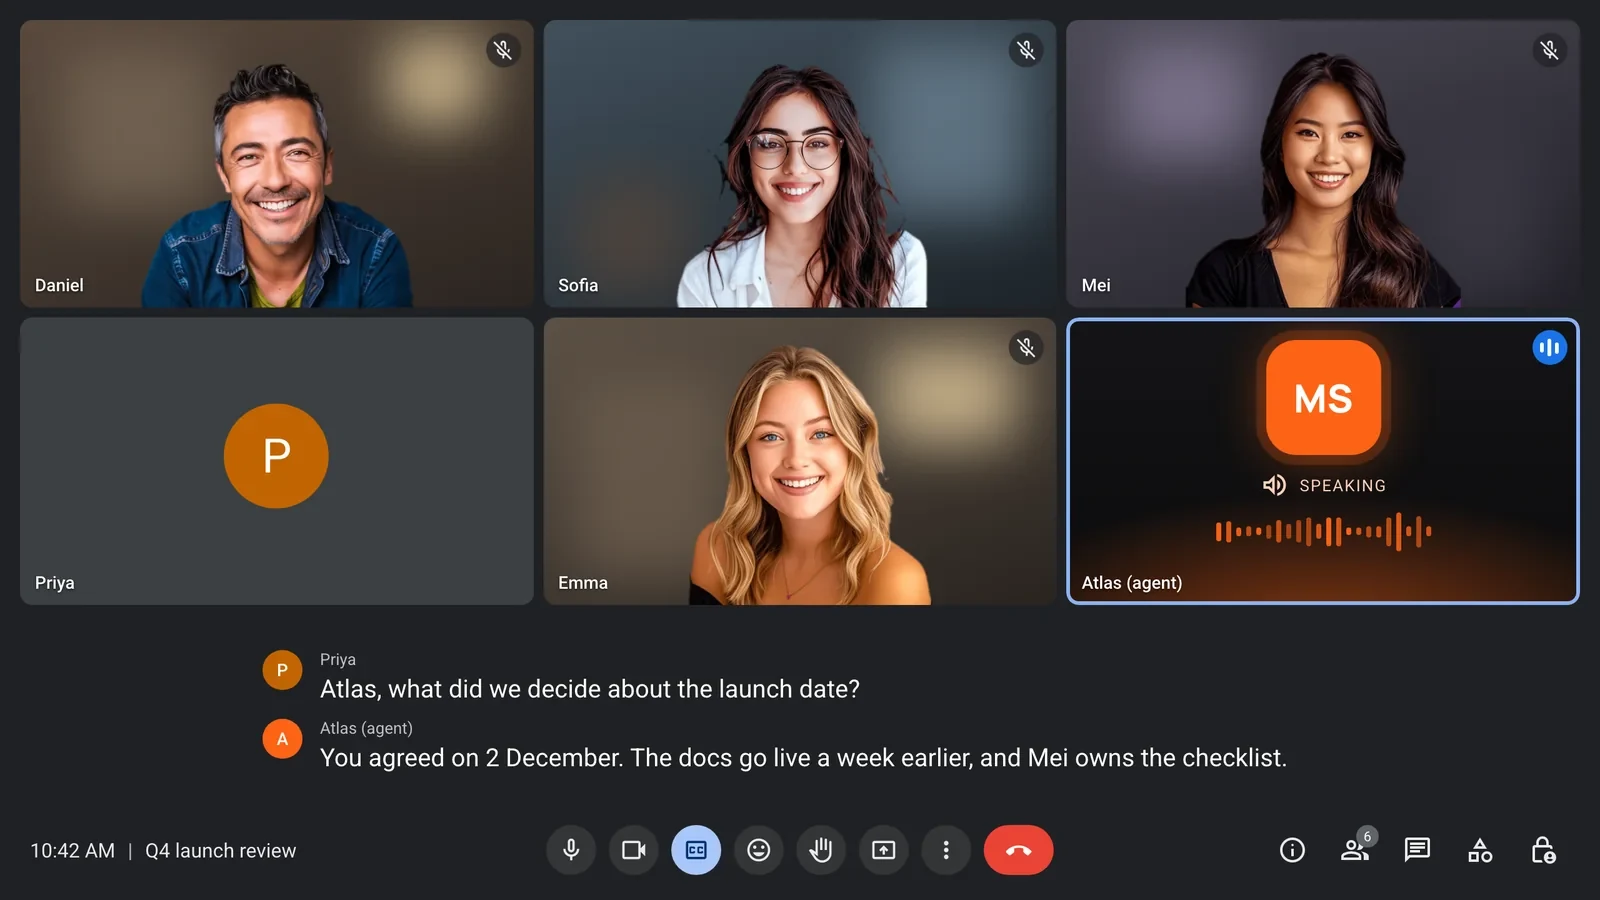 Daniel
Sofia
Mei
P
Priya
Emma
MS
SPEAKING
Atlas (agent)
P
Priya
Atlas, what did we decide about the launch date?
A
Atlas (agent)
You agreed on 2 December. The docs go live a week earlier, and Mei owns the checklist.
10:42 AM | Q4 launch review
CC
6